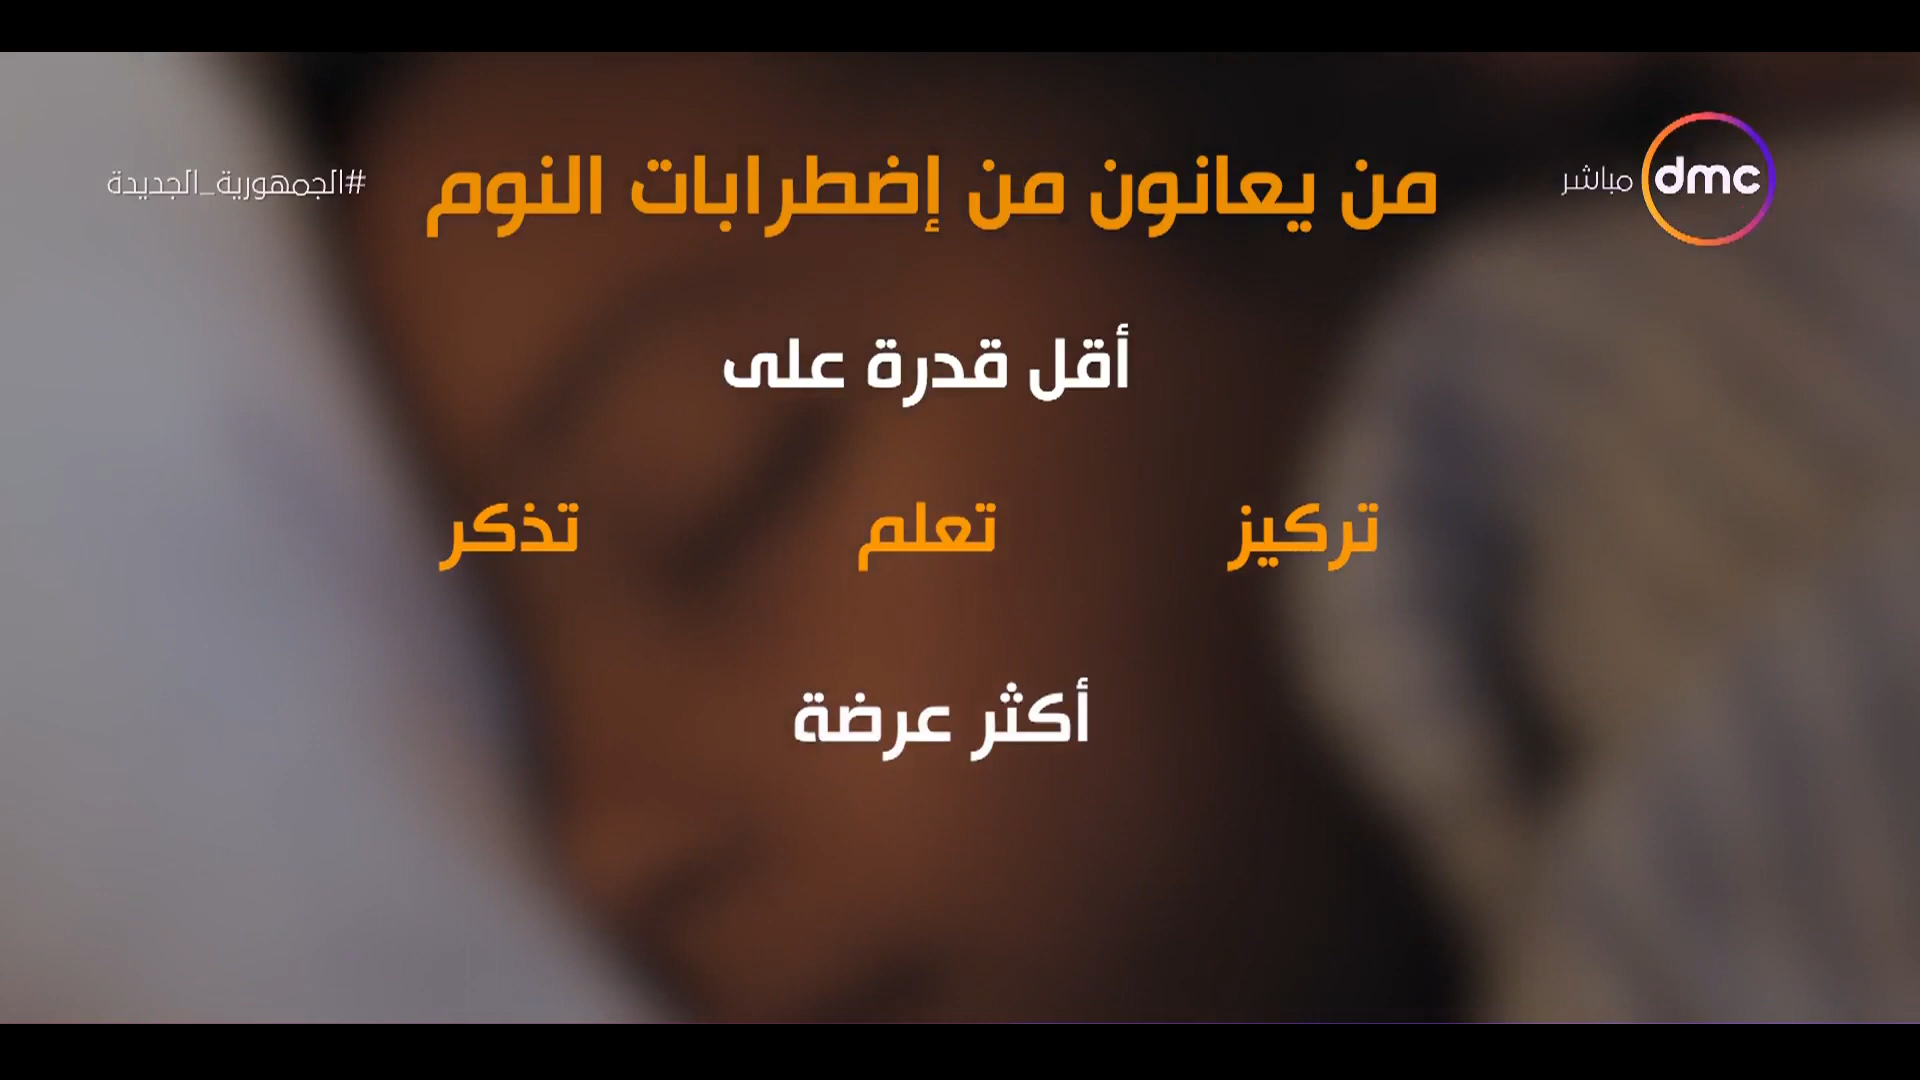 dmc مباشر
من يعانون من إضطرابات النوم
#الجمهورية_الجديدة
أقل قدرة على
تركيز تعلم تذكر
أكثر عرضة